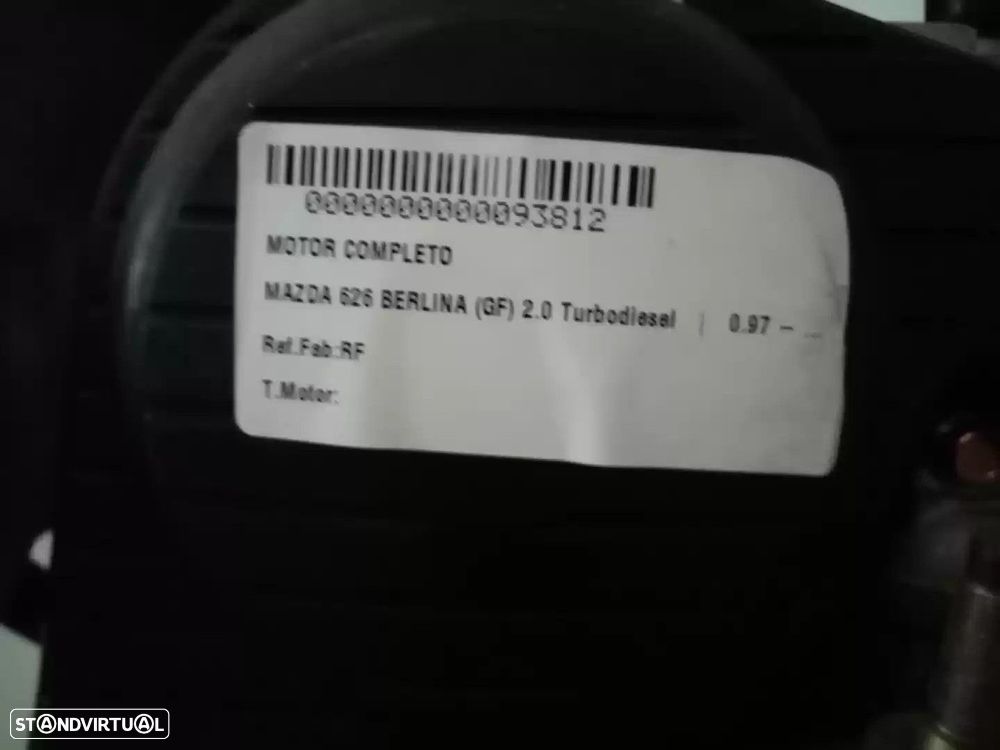 0000000000093812
MOTOR COMPLETO
MAZDA 626 BERLINA (GF) 2.0 Turbodiesel | 0.97 - ...
Ref.Fab:RF
T.Motor:
STANDVIRTUAL